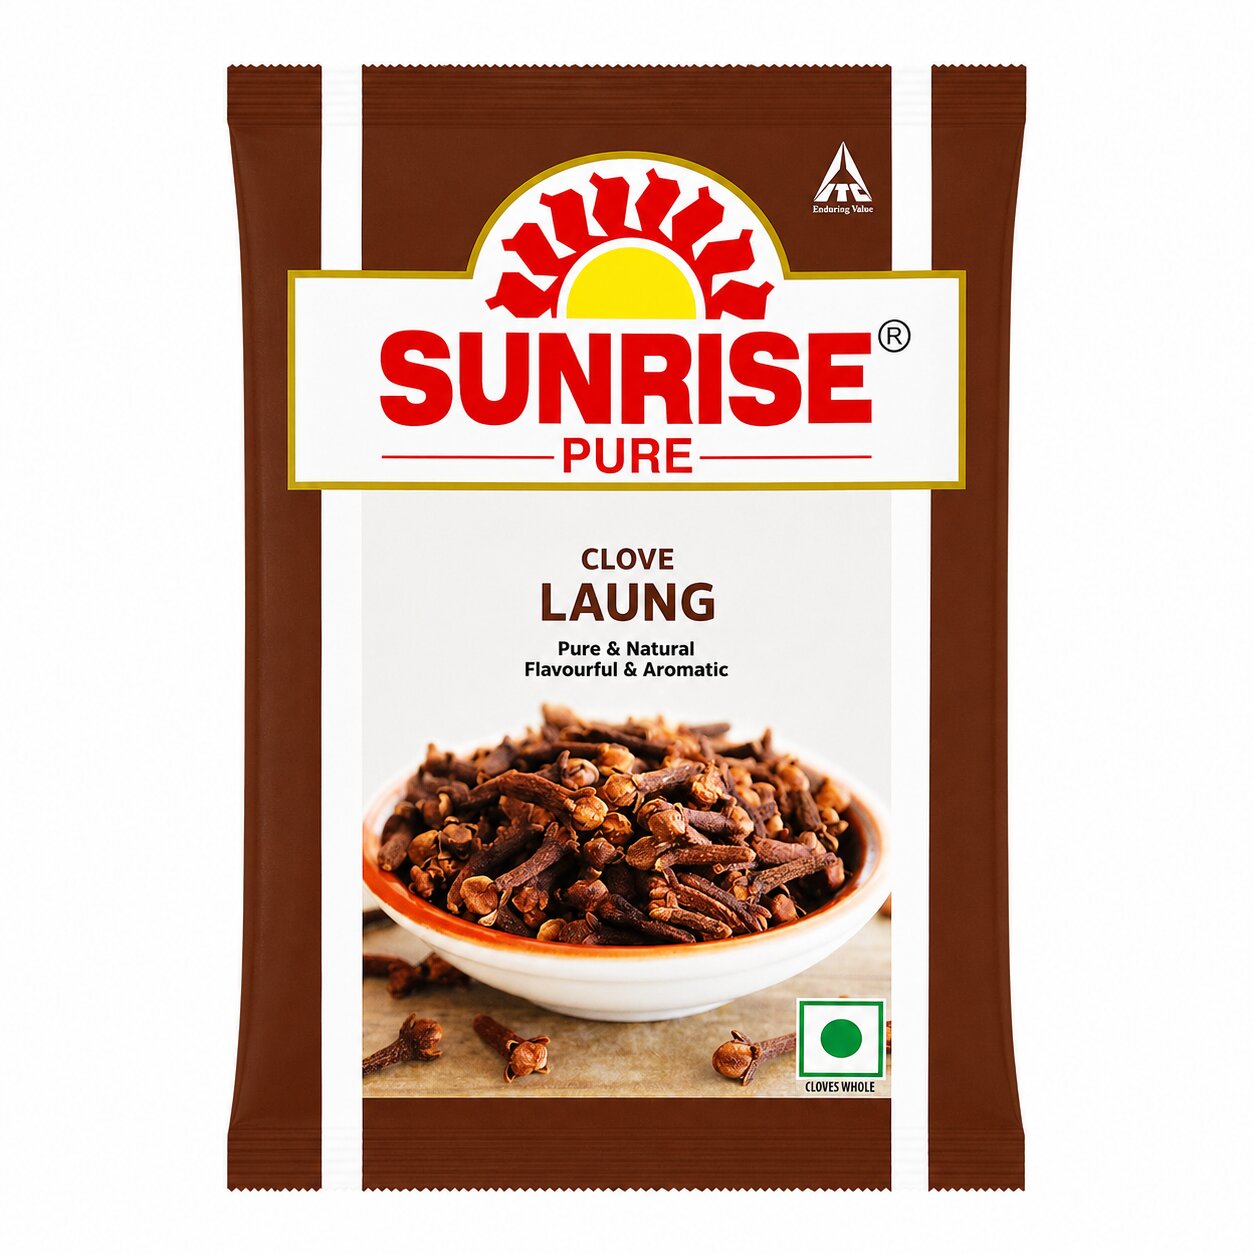 ITC
Enduring Value
SUNRISE®
PURE
CLOVE
LAUNG
Pure & Natural
Flavourful & Aromatic
CLOVES WHOLE